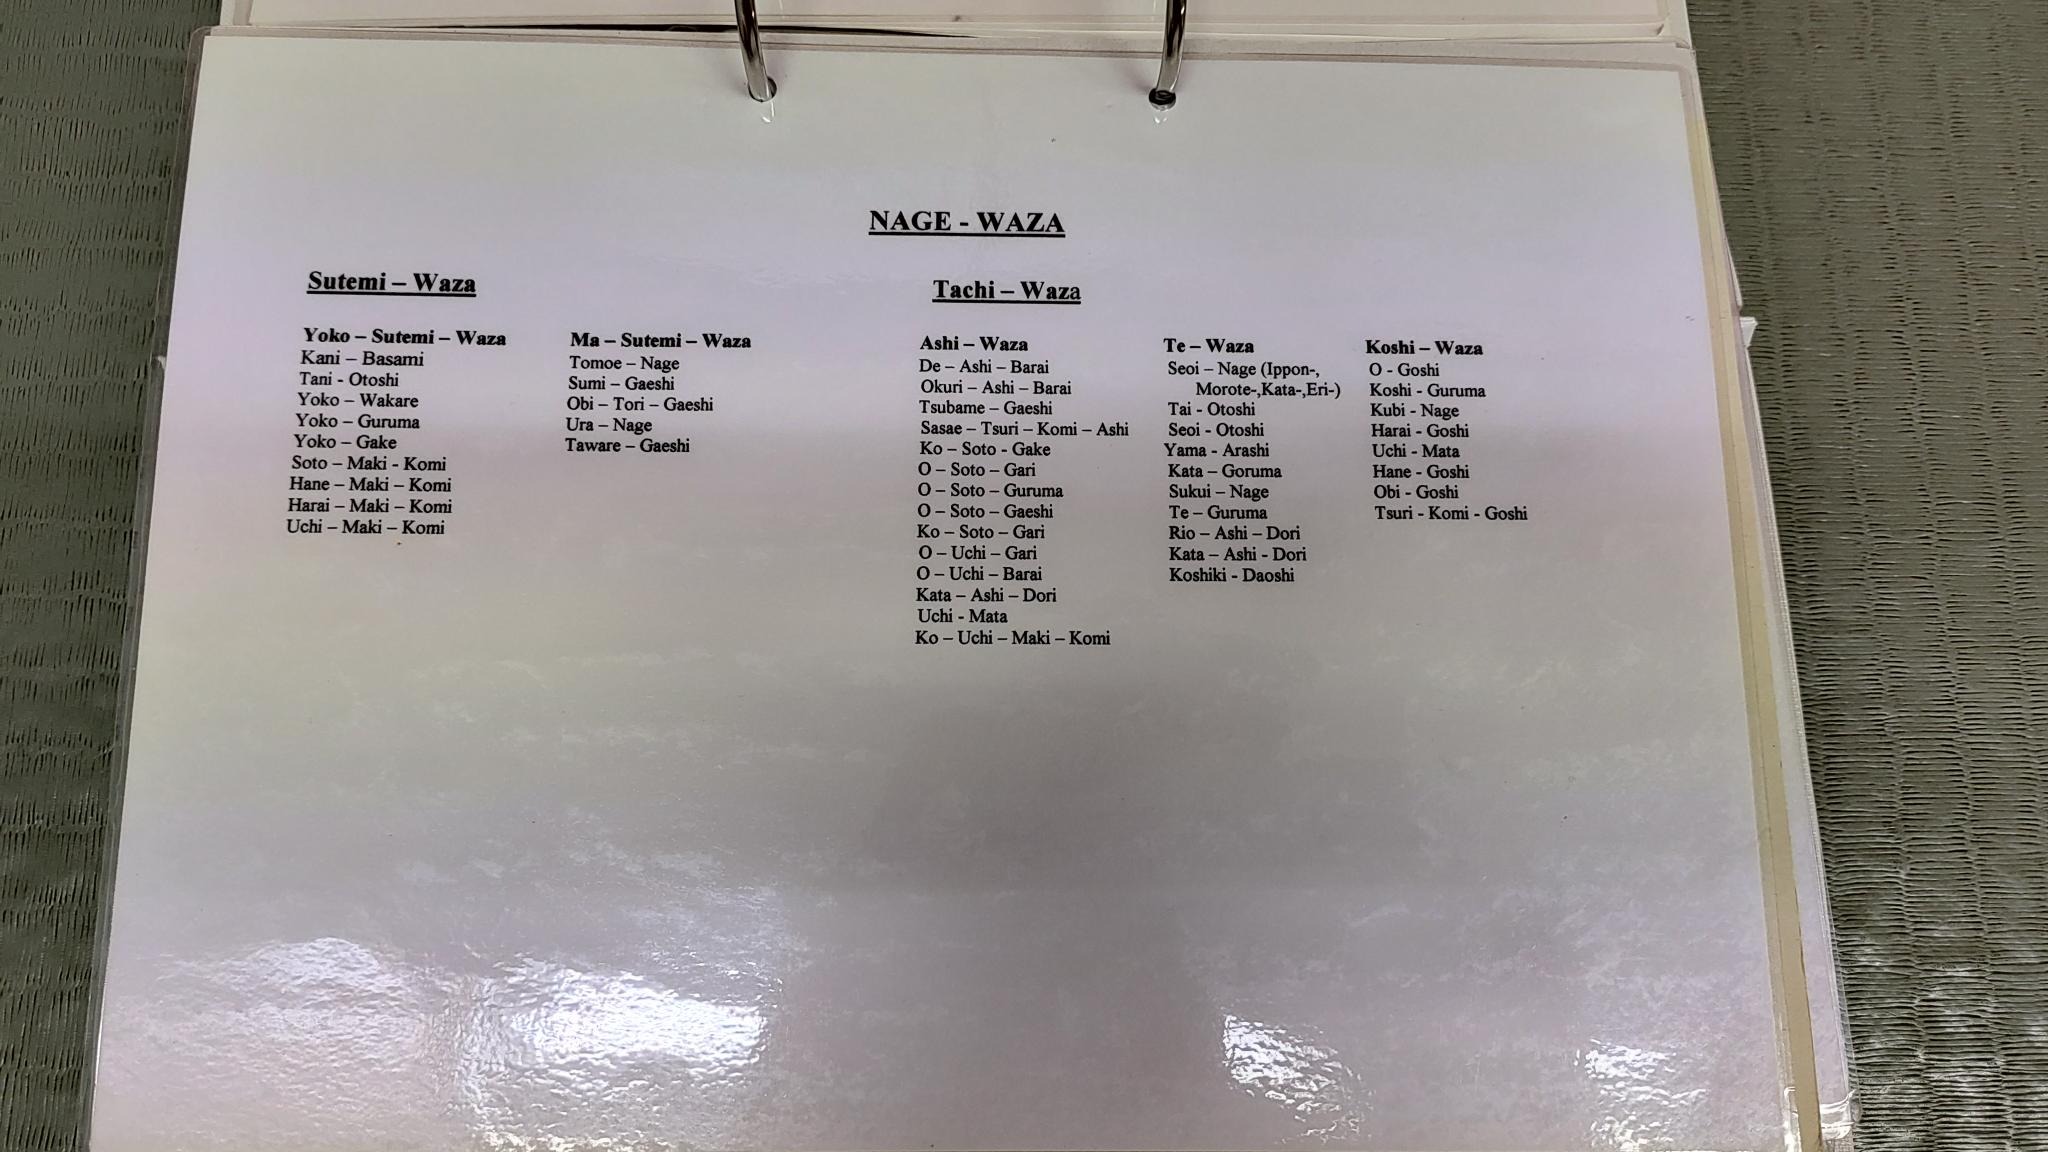 NAGE - WAZA
Sutemi – Waza
Yoko – Sutemi – Waza
Kani – Basami
Tani - Otoshi
Yoko – Wakare
Yoko – Guruma
Yoko – Gake
Soto – Maki - Komi
Hane – Maki – Komi
Harai – Maki – Komi
Uchi – Maki – Komi
Ma – Sutemi – Waza
Tomoe – Nage
Sumi – Gaeshi
Obi – Tori – Gaeshi
Ura – Nage
Taware – Gaeshi
Tachi – Waza
Ashi – Waza
De – Ashi – Barai
Okuri – Ashi – Barai
Tsubame – Gaeshi
Sasae – Tsuri – Komi – Ashi
Ko – Soto - Gake
O – Soto – Gari
O – Soto – Guruma
O – Soto – Gaeshi
Ko – Soto – Gari
O – Uchi – Gari
O – Uchi – Barai
Kata – Ashi – Dori
Uchi - Mata
Ko – Uchi – Maki – Komi
Te – Waza
Seoi – Nage (Ippon-,
Morote-,Kata-,Eri-)
Tai - Otoshi
Seoi - Otoshi
Yama - Arashi
Kata – Goruma
Sukui – Nage
Te – Guruma
Rio – Ashi – Dori
Kata – Ashi - Dori
Koshiki - Daoshi
Koshi – Waza
O - Goshi
Koshi - Guruma
Kubi - Nage
Harai - Goshi
Uchi - Mata
Hane - Goshi
Obi - Goshi
Tsuri - Komi - Goshi